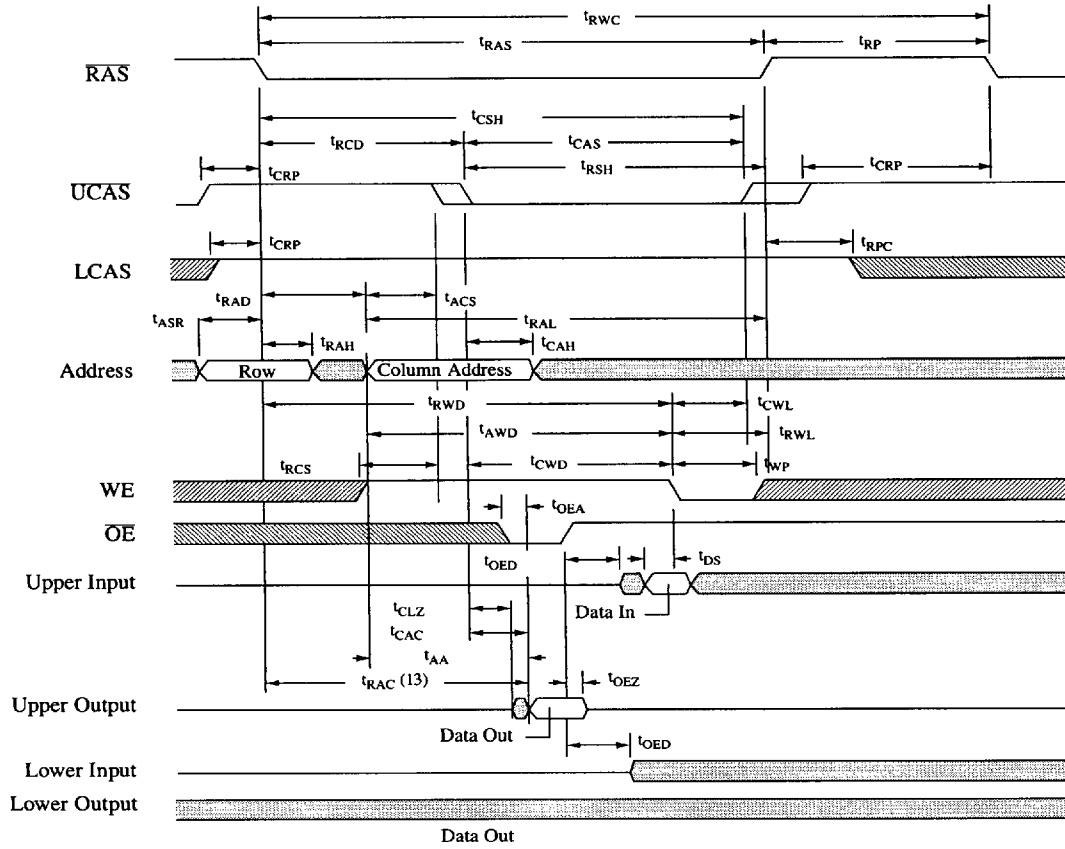 tRWC
tRAS tRP
RAS
tCSH
tRCD tCAS
tCRP tRSH tCRP
UCAS
tCRP tRPC
LCAS
tRAD tACS
tASR tRAL
tRAH tCAH
Address Row Column Address
tRWD tCWL
tAWD tRWL
tRCS tCWD tWP
WE
tOEA
OE
tOED tDS
Upper Input
tCLZ Data In
tCAC
tAA
tRAC (13) tOEZ
Upper Output
Data Out tOED
Lower Input
Lower Output
Data Out